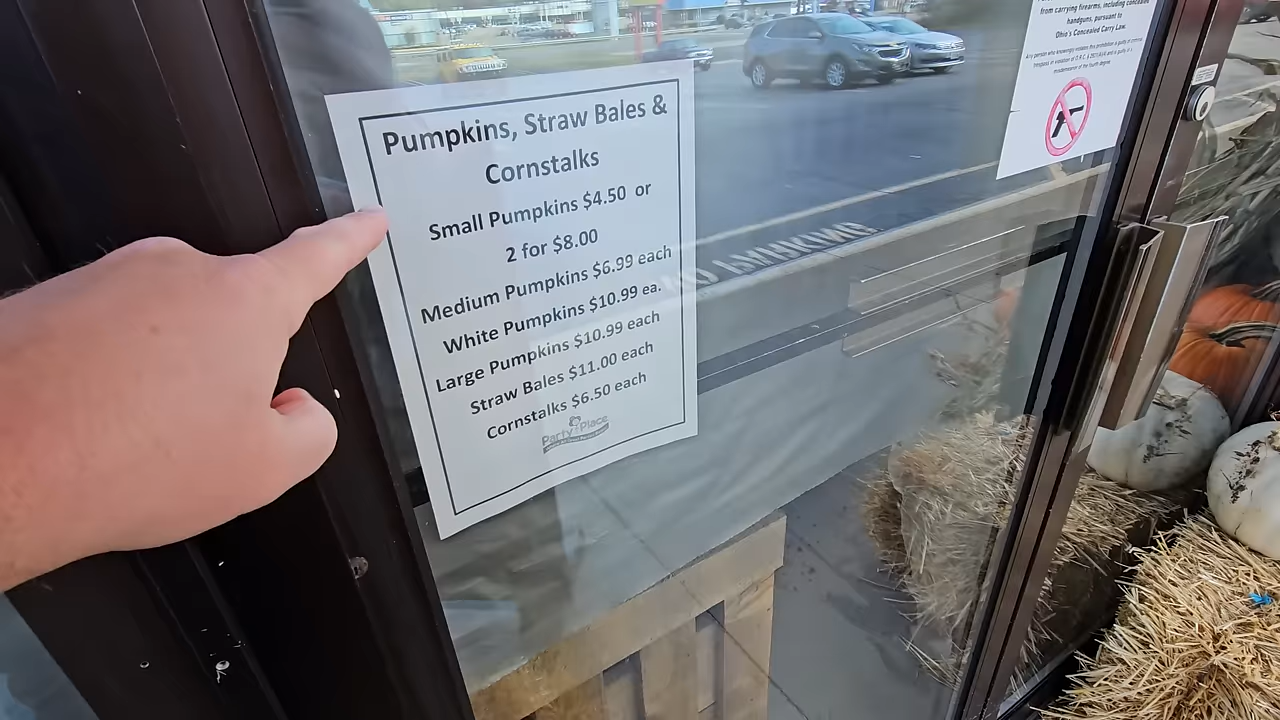 Pumpkins, Straw Bales &
Cornstalks
Small Pumpkins $4.50 or
2 for $8.00
Medium Pumpkins $6.99 each
White Pumpkins $10.99 ea.
Large Pumpkins $10.99 each
Straw Bales $11.00 each
Cornstalks $6.50 each
Party Place
from carrying firearms, including concealed
handguns, pursuant to
Ohio's Concealed Carry Law.